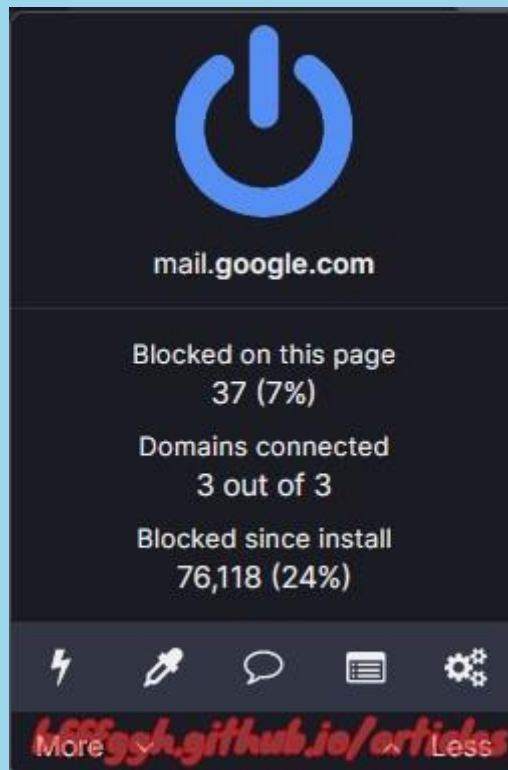 mail.google.com
Blocked on this page
37 (7%)
Domains connected
3 out of 3
Blocked since install
76,118 (24%)
More
Less